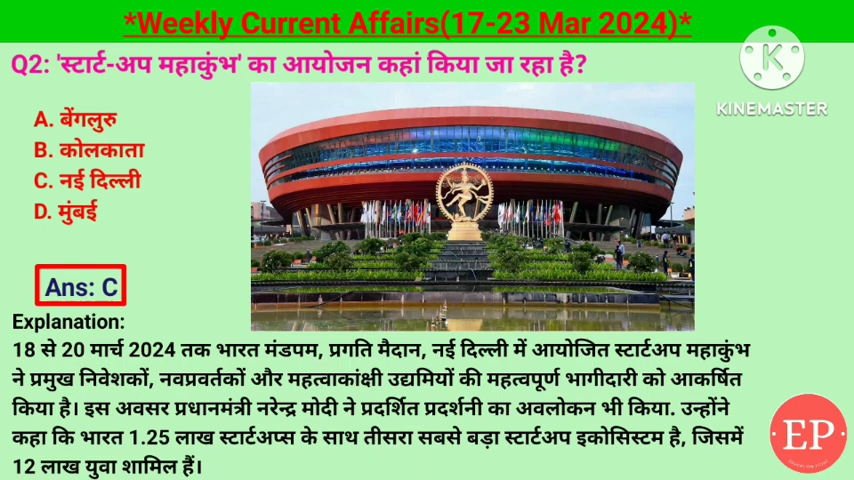 *Weekly Current Affairs(17-23 Mar 2024)*
Q2: 'स्टार्ट-अप महाकुंभ' का आयोजन कहां किया जा रहा है?
KINEMASTER
A. बेंगलुरु
B. कोलकाता
C. नई दिल्ली
D. मुंबई
Ans: C
Explanation:
18 से 20 मार्च 2024 तक भारत मंडपम, प्रगति मैदान, नई दिल्ली में आयोजित स्टार्टअप महाकुंभ
ने प्रमुख निवेशकों, नवप्रवर्तकों और महत्वाकांक्षी उद्यमियों की महत्वपूर्ण भागीदारी को आकर्षित
किया है। इस अवसर प्रधानमंत्री नरेन्द्र मोदी ने प्रदर्शित प्रदर्शनी का अवलोकन भी किया. उन्होंने
कहा कि भारत 1.25 लाख स्टार्टअप्स के साथ तीसरा सबसे बड़ा स्टार्टअप इकोसिस्टम है, जिसमें
12 लाख युवा शामिल हैं।
EP